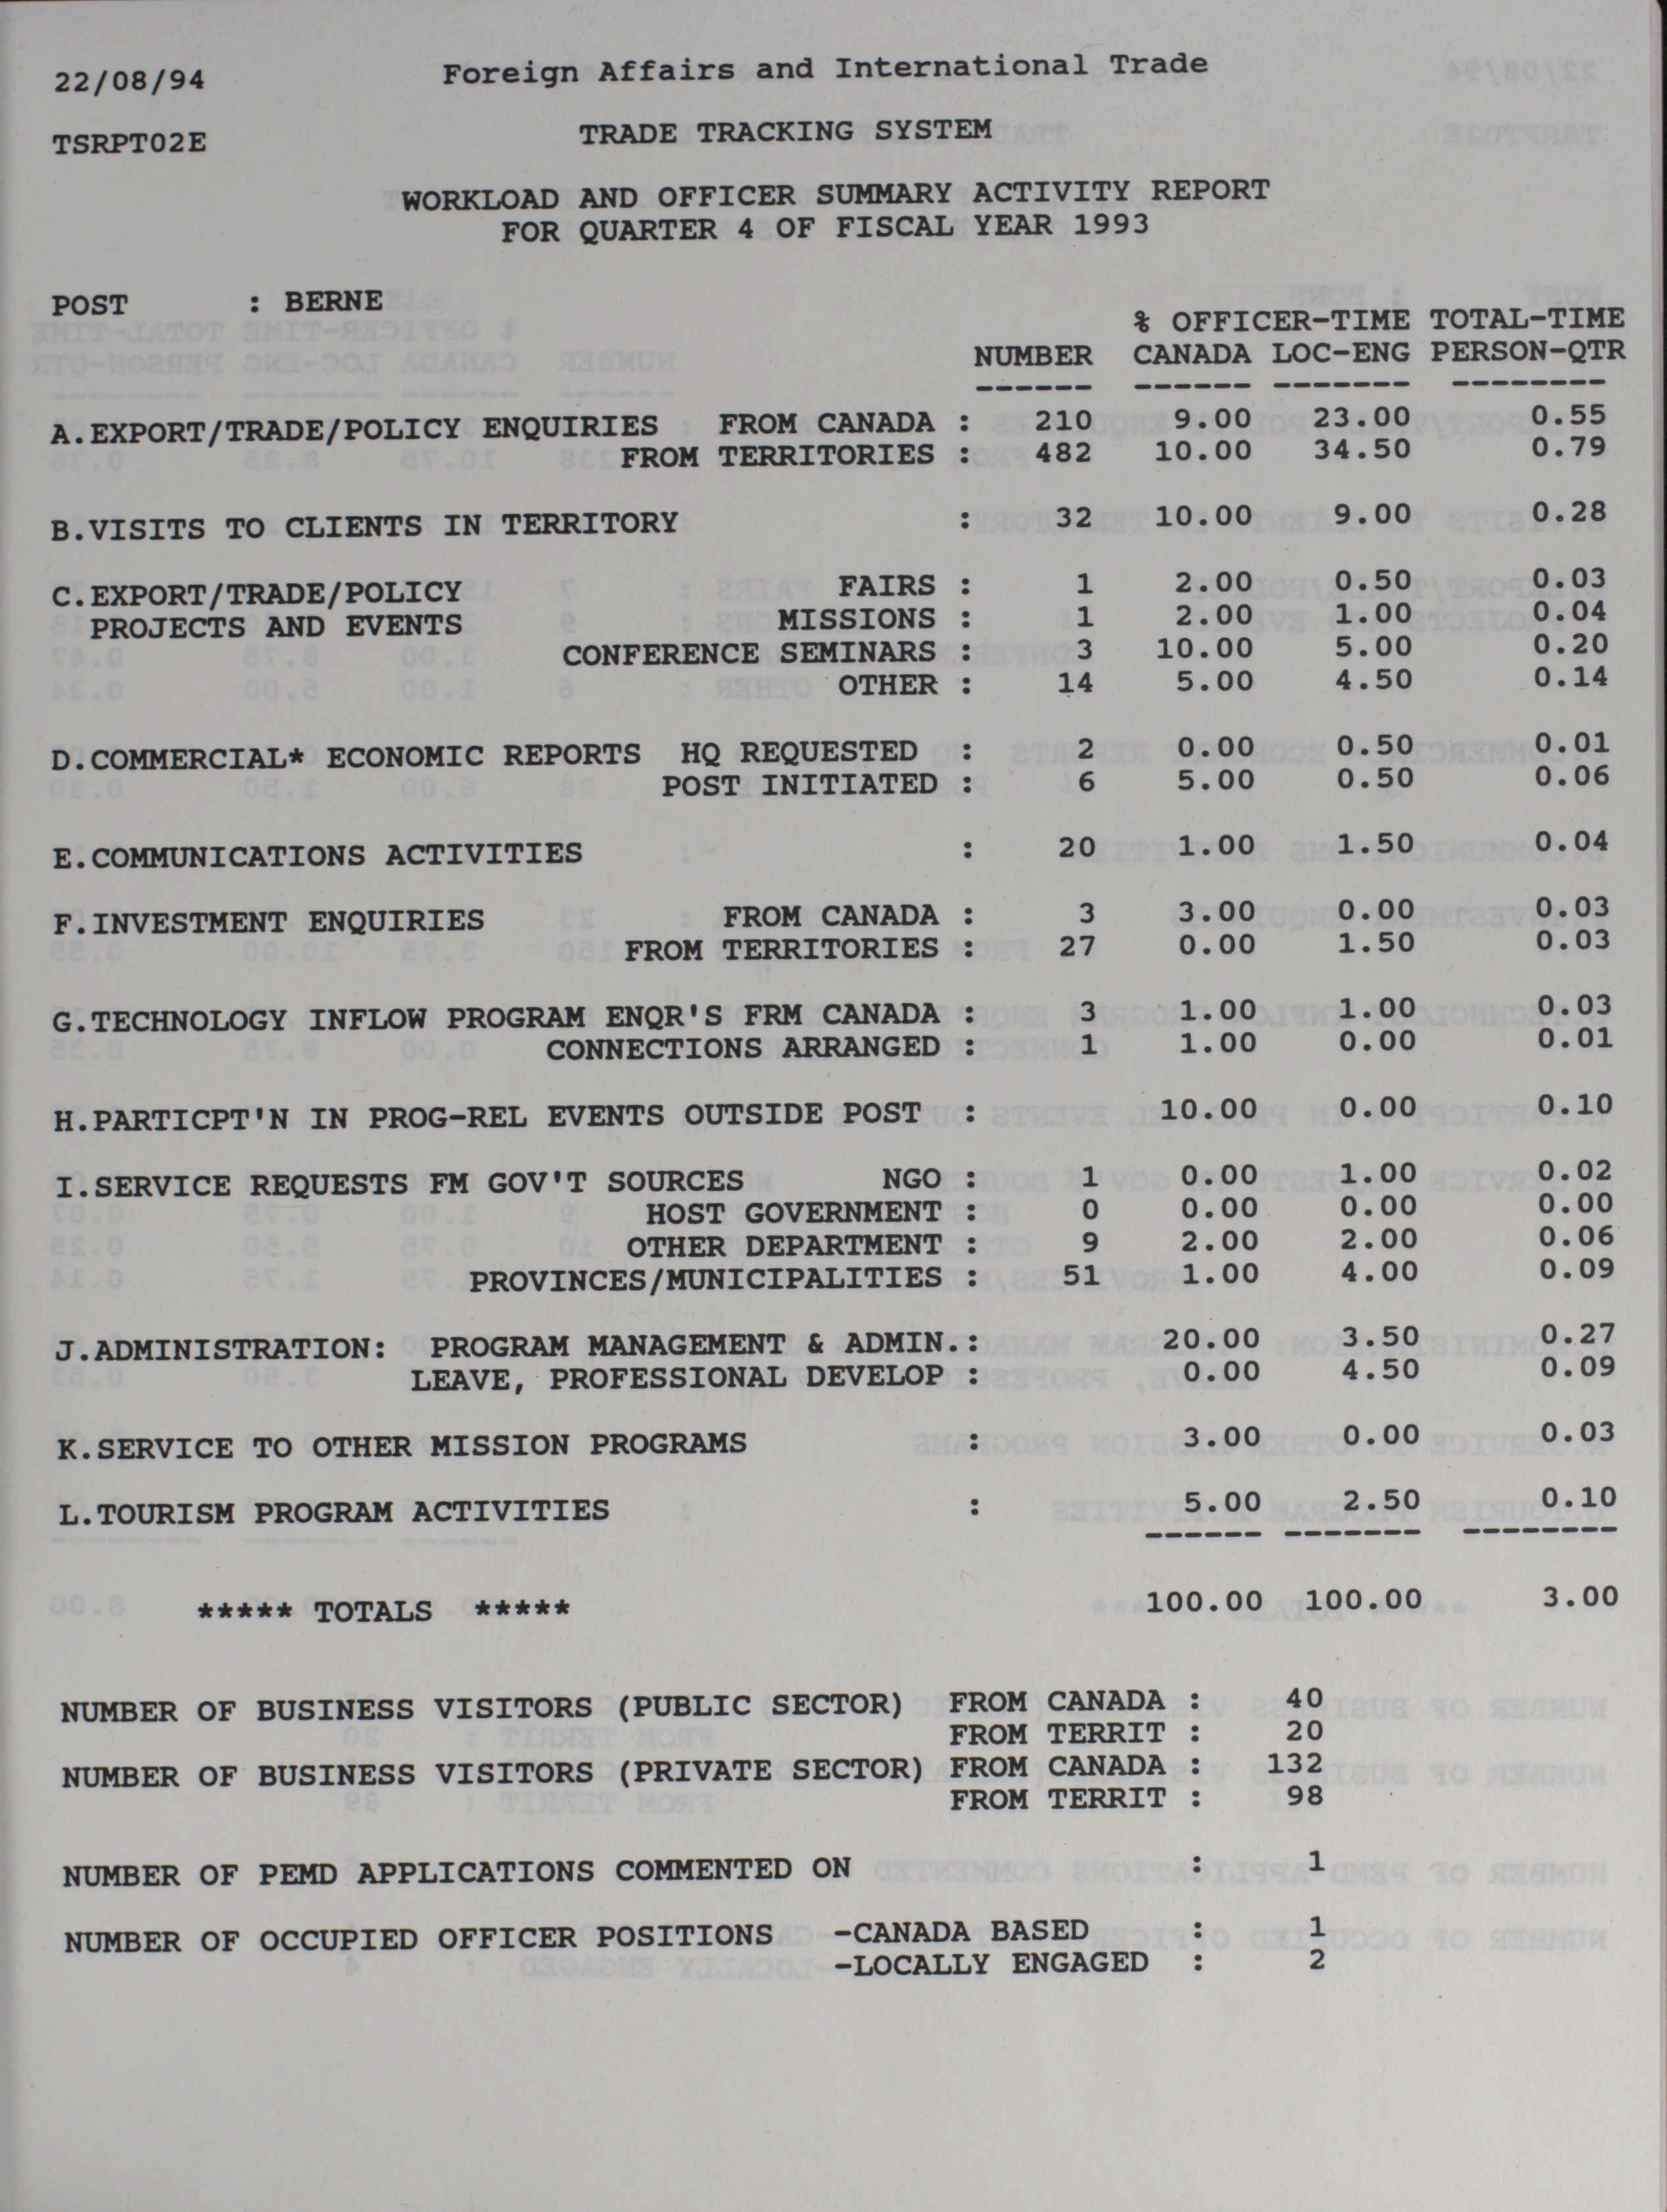 22/08/94 Foreign Affairs and International Trade
TSRPT02E TRADE TRACKING SYSTEM
WORKLOAD AND OFFICER SUMMARY ACTIVITY REPORT
FOR QUARTER 4 OF FISCAL YEAR 1993
POST : BERNE
% OFFICER-TIME TOTAL-TIME
NUMBER CANADA LOC-ENG PERSON-QTR
------ ------ ------- --------
A.EXPORT/TRADE/POLICY ENQUIRIES FROM CANADA : 210 9.00 23.00 0.55
FROM TERRITORIES : 482 10.00 34.50 0.79
B.VISITS TO CLIENTS IN TERRITORY : 32 10.00 9.00 0.28
C.EXPORT/TRADE/POLICY FAIRS : 1 2.00 0.50 0.03
PROJECTS AND EVENTS MISSIONS : 1 2.00 1.00 0.04
CONFERENCE SEMINARS : 3 10.00 5.00 0.20
OTHER : 14 5.00 4.50 0.14
D.COMMERCIAL* ECONOMIC REPORTS HQ REQUESTED : 2 0.00 0.50 0.01
POST INITIATED : 6 5.00 0.50 0.06
E.COMMUNICATIONS ACTIVITIES : 20 1.00 1.50 0.04
F.INVESTMENT ENQUIRIES FROM CANADA : 3 3.00 0.00 0.03
FROM TERRITORIES : 27 0.00 1.50 0.03
G.TECHNOLOGY INFLOW PROGRAM ENQR'S FRM CANADA : 3 1.00 1.00 0.03
CONNECTIONS ARRANGED : 1 1.00 0.00 0.01
H.PARTICPT'N IN PROG-REL EVENTS OUTSIDE POST : 10.00 0.00 0.10
I.SERVICE REQUESTS FM GOV'T SOURCES NGO : 1 0.00 1.00 0.02
HOST GOVERNMENT : 0 0.00 0.00 0.00
OTHER DEPARTMENT : 9 2.00 2.00 0.06
PROVINCES/MUNICIPALITIES : 51 1.00 4.00 0.09
J.ADMINISTRATION: PROGRAM MANAGEMENT & ADMIN.: 20.00 3.50 0.27
LEAVE, PROFESSIONAL DEVELOP : 0.00 4.50 0.09
K.SERVICE TO OTHER MISSION PROGRAMS : 3.00 0.00 0.03
L.TOURISM PROGRAM ACTIVITIES : 5.00 2.50 0.10
------ ------- --------
***** TOTALS ***** 100.00 100.00 3.00
NUMBER OF BUSINESS VISITORS (PUBLIC SECTOR) FROM CANADA : 40
FROM TERRIT : 20
NUMBER OF BUSINESS VISITORS (PRIVATE SECTOR) FROM CANADA : 132
FROM TERRIT : 98
NUMBER OF PEMD APPLICATIONS COMMENTED ON : 1
NUMBER OF OCCUPIED OFFICER POSITIONS -CANADA BASED : 1
-LOCALLY ENGAGED : 2